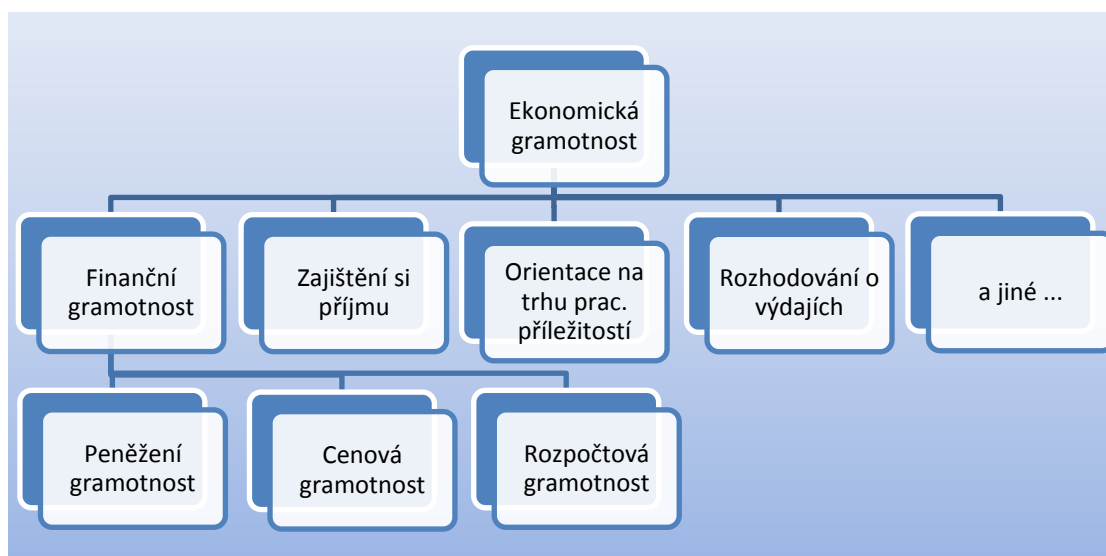 Ekonomická
gramotnost
Finanční
gramotnost
Zajištění si
příjmu
Orientace na
trhu prac.
příležitostí
Rozhodování o
výdajích
a jiné ...
Peněžení
gramotnost
Cenová
gramotnost
Rozpočtová
gramotnost